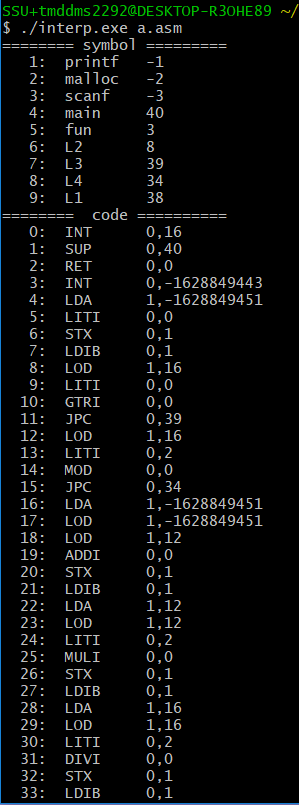 SSU+tmddms2292@DESKTOP-R3OHE89 ~/
$ ./interp.exe a.asm
======== symbol =========
1: printf -1
2: malloc -2
3: scanf -3
4: main 40
5: fun 3
6: L2 8
7: L3 39
8: L4 34
9: L1 38
======== code ==========
0: INT 0,16
1: SUP 0,40
2: RET 0,0
3: INT 0,-1628849443
4: LDA 1,-1628849451
5: LITI 0,0
6: STX 0,1
7: LDIB 0,1
8: LOD 1,16
9: LITI 0,0
10: GTRI 0,0
11: JPC 0,39
12: LOD 1,16
13: LITI 0,2
14: MOD 0,0
15: JPC 0,34
16: LDA 1,-1628849451
17: LOD 1,-1628849451
18: LOD 1,12
19: ADDI 0,0
20: STX 0,1
21: LDIB 0,1
22: LDA 1,12
23: LOD 1,12
24: LITI 0,2
25: MULI 0,0
26: STX 0,1
27: LDIB 0,1
28: LDA 1,16
29: LOD 1,16
30: LITI 0,2
31: DIVI 0,0
32: STX 0,1
33: LDIB 0,1